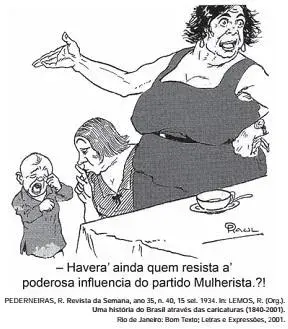 RAUL
– Havera' ainda quem resista a'
poderosa influencia do partido Mulherista.?!
PEDERNEIRAS, R. Revista da Semana, ano 35, n. 40, 15 set. 1934. In: LEMOS, R. (Org.).
Uma história do Brasil através das caricaturas (1840-2001).
Rio de Janeiro: Bom Texto; Letras e Expressões, 2001.